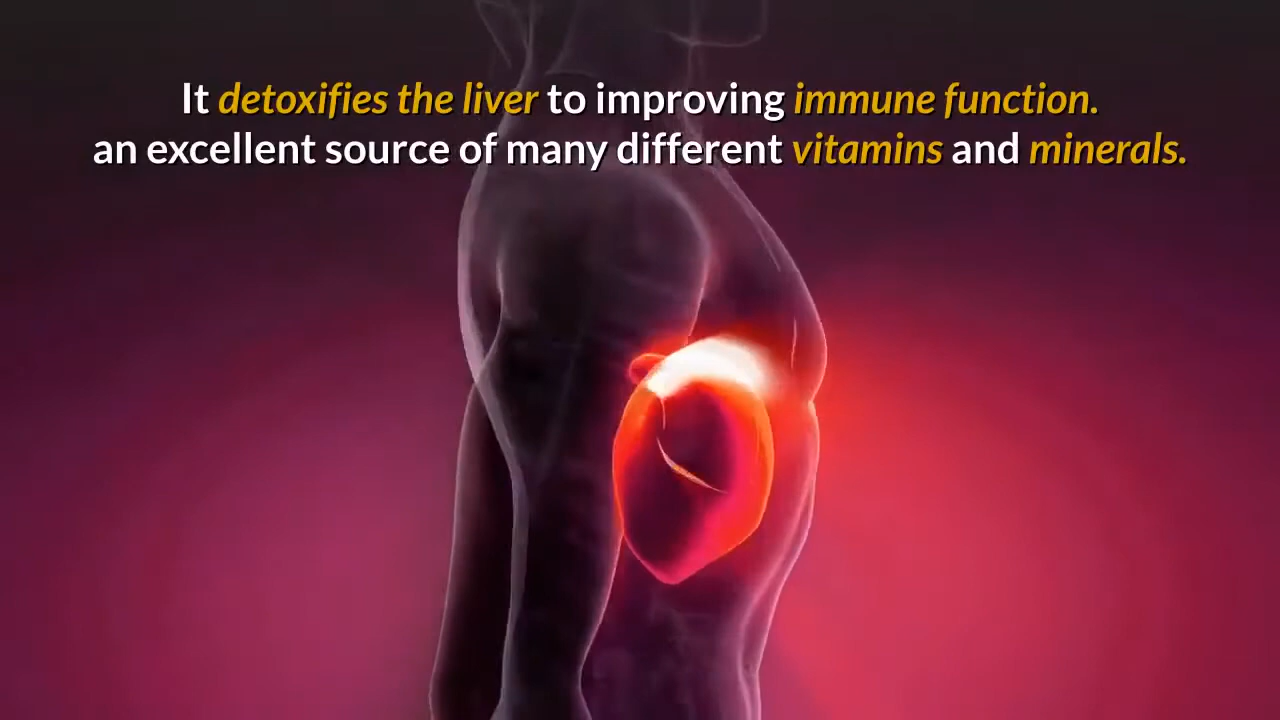 It detoxifies the liver to improving immune function.
an excellent source of many different vitamins and minerals.